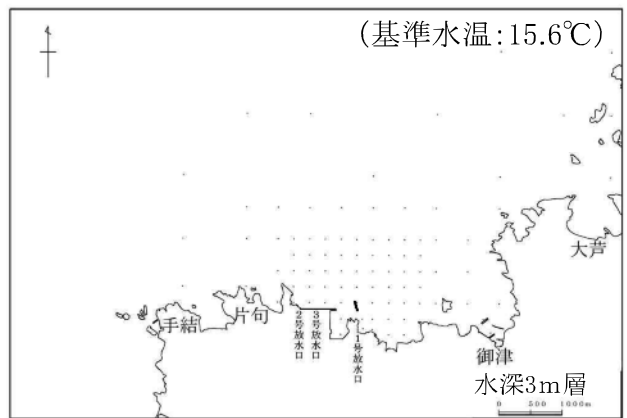 (基準水温:15.6℃)
大芦
手結
片句
2号放水口
3号放水口
1号放水口
御津
水深3m層
0 500 1000m